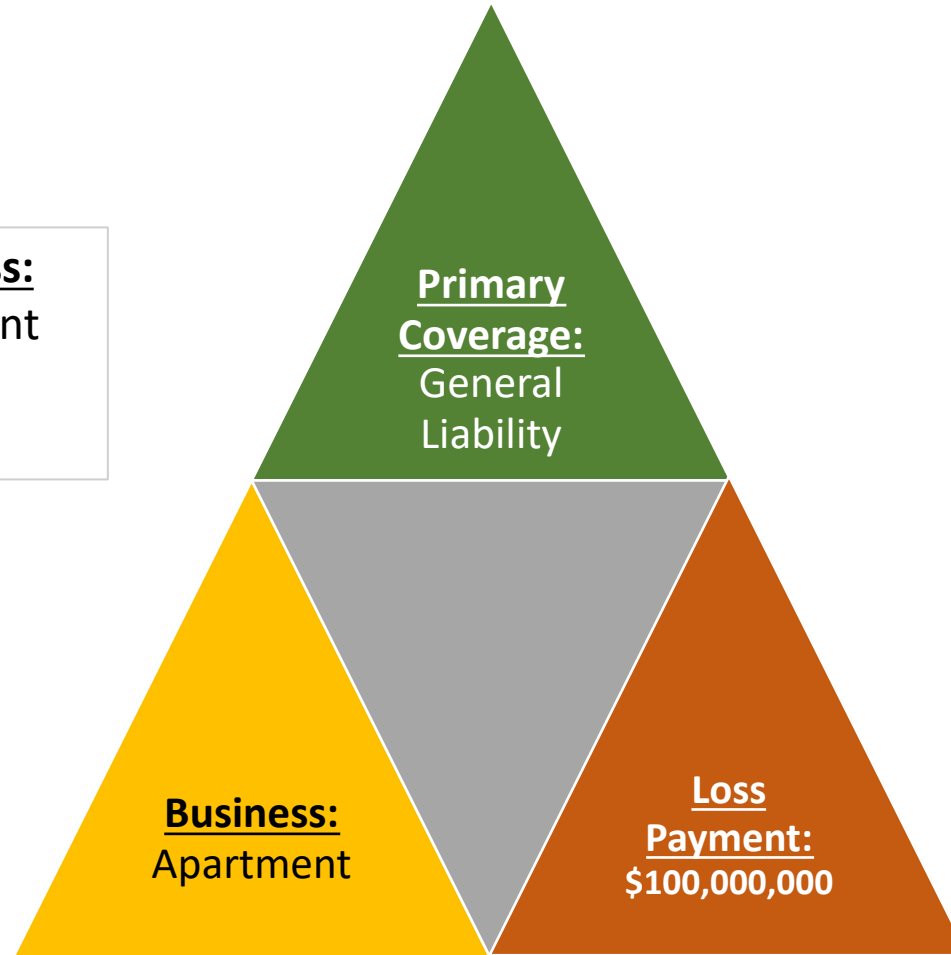 s:
nt
Primary
Coverage:
General
Liability
Business:
Apartment
Loss
Payment:
$100,000,000